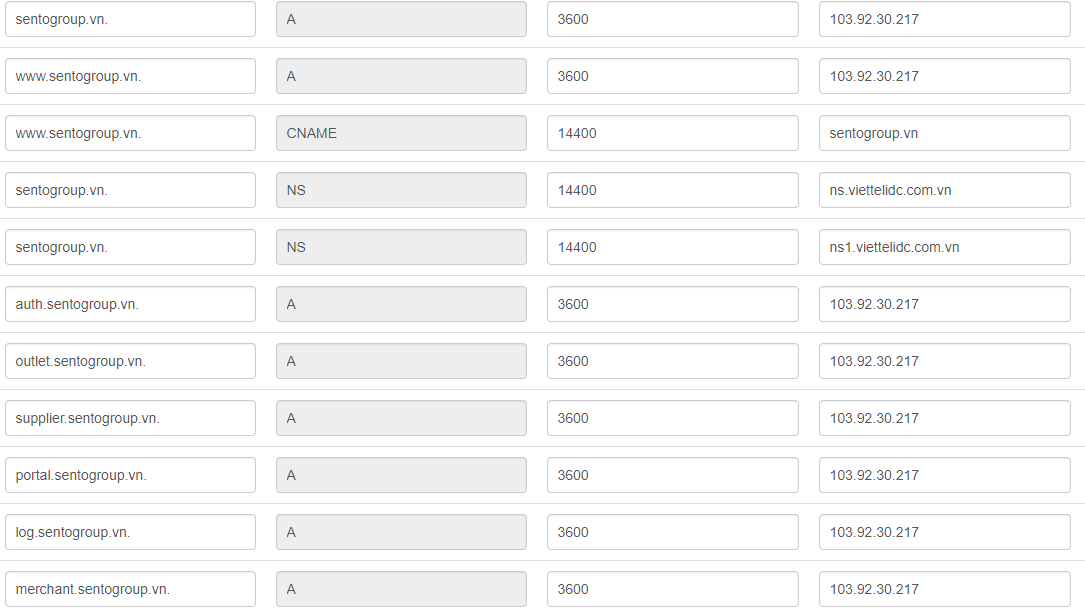 sentogroup.vn. A 3600 103.92.30.217
www.sentogroup.vn. A 3600 103.92.30.217
www.sentogroup.vn. CNAME 14400 sentogroup.vn
sentogroup.vn. NS 14400 ns.viettelidc.com.vn
sentogroup.vn. NS 14400 ns1.viettelidc.com.vn
auth.sentogroup.vn. A 3600 103.92.30.217
outlet.sentogroup.vn. A 3600 103.92.30.217
supplier.sentogroup.vn. A 3600 103.92.30.217
portal.sentogroup.vn. A 3600 103.92.30.217
log.sentogroup.vn. A 3600 103.92.30.217
merchant.sentogroup.vn. A 3600 103.92.30.217